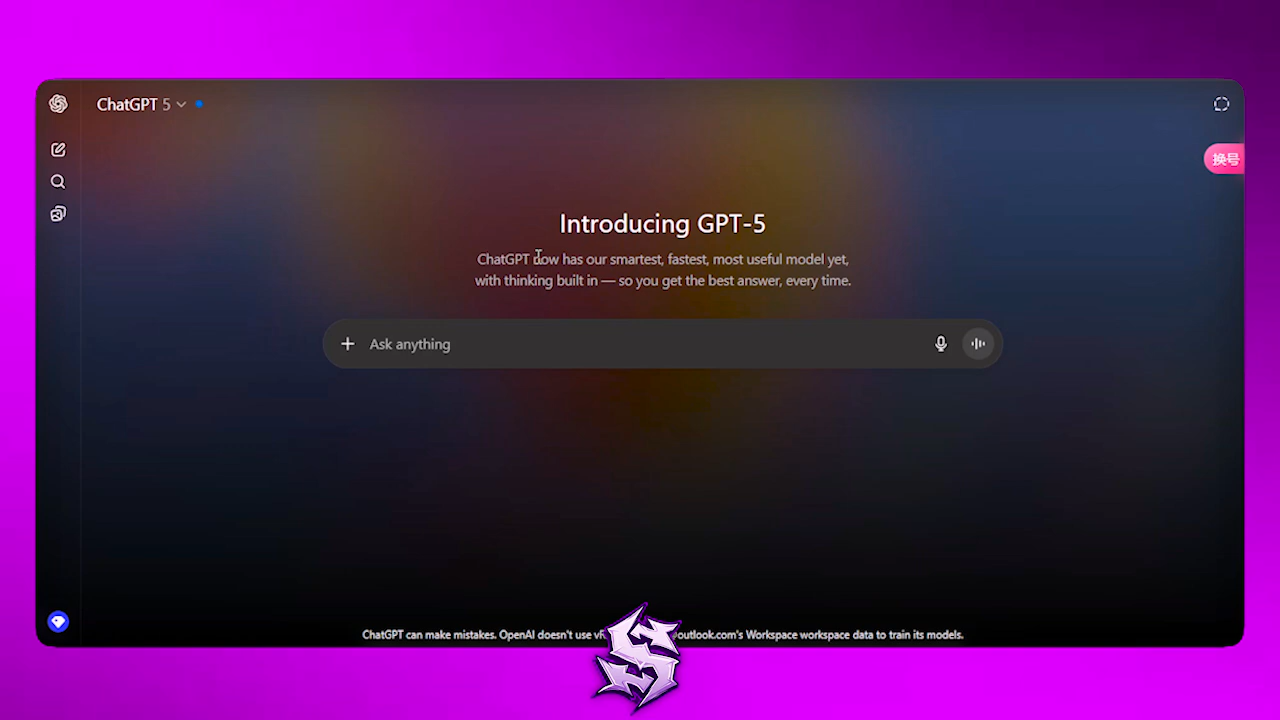 ChatGPT 5
换号
Introducing GPT-5
ChatGPT now has our smartest, fastest, most useful model yet,
with thinking built in — so you get the best answer, every time.
Ask anything
ChatGPT can make mistakes. OpenAI doesn't use outlook.com's Workspace workspace data to train its models.